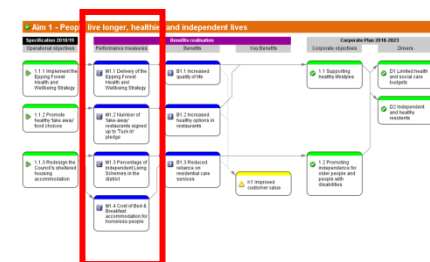 Aim 1 - People live longer, healthier and independent lives
Specification 2018/19
Benefits realisation
Corporate Plan 2018-2023
Operational objectives
Performance measures
Benefits
Key Benefits
Corporate objectives
Drivers
1.1.1 Implement the
Epping Forest
Health and
Wellbeing Strategy
M1.1 Delivery of the
Epping Forest
Health and
Wellbeing Strategy
B1.1 Increased
quality of life
1.1 Supporting
healthy lifestyles
D1 Limited health
and social care
budgets
1.1.2 Promote
healthy 'take away'
food choices
M1.2 Number of
'take-away'
restaurants signed
up to 'Tuck in'
pledge
B1.2 Increased
healthy options in
restaurants
D2 Independent
and healthy
residents
1.1.3 Redesign the
Council's sheltered
housing
accommodation
M1.3 Percentage of
Independent Living
Schemes in the
district
B1.3 Reduced
reliance on
residential care
services
K1 Improved
customer value
1.2 Promoting
independence for
older people and
people with
disabilities
M1.4 Cost of Bed &
Breakfast
accommodation for
homeless people